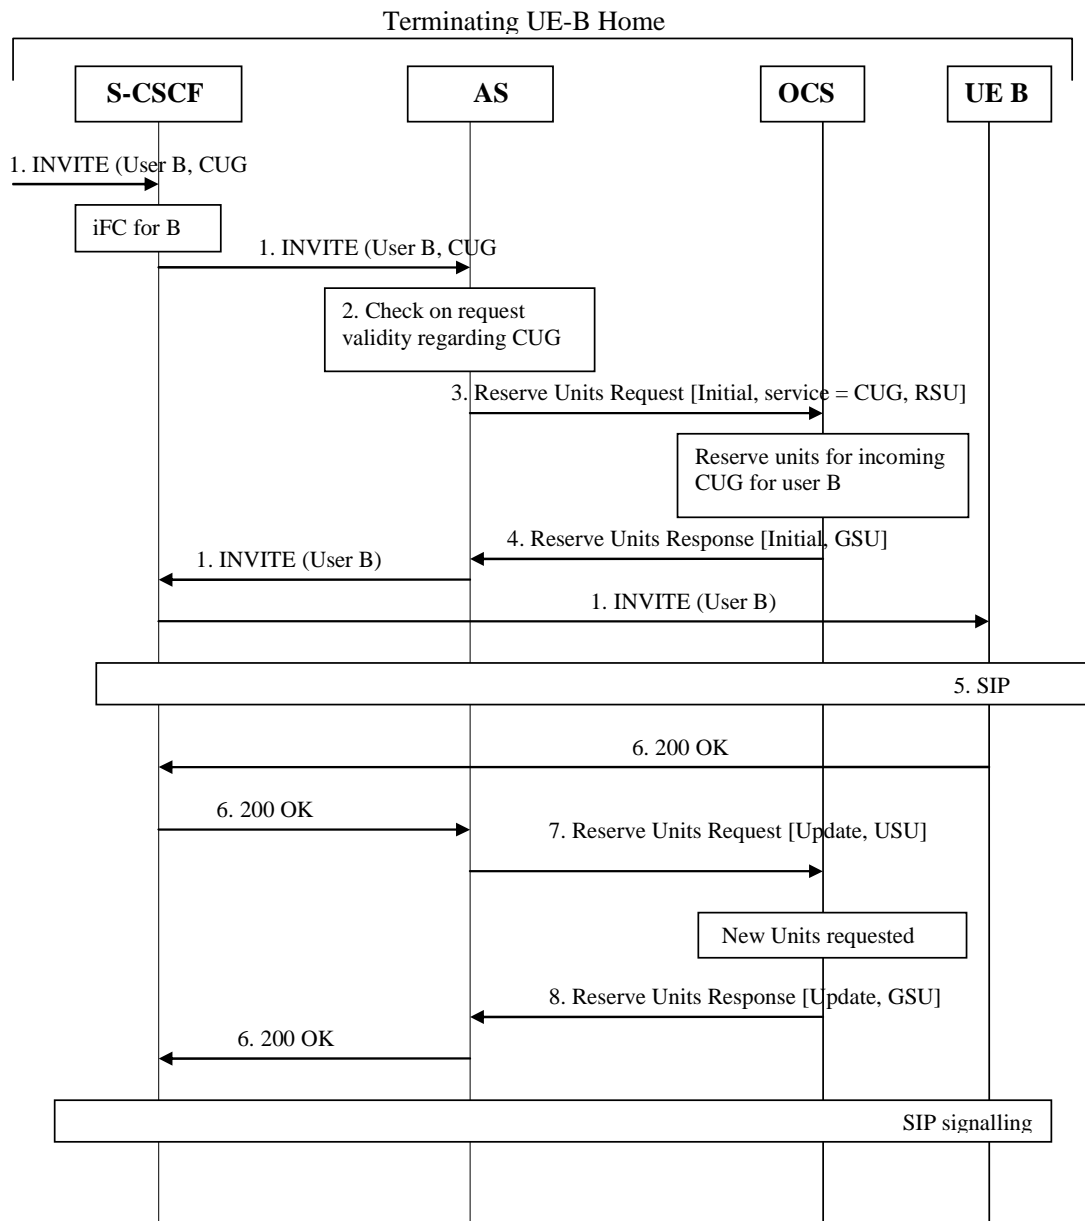 Terminating UE-B Home
S-CSCF
AS
OCS
UE B
1. INVITE (User B, CUG
iFC for B
1. INVITE (User B, CUG
2. Check on request
validity regarding CUG
3. Reserve Units Request [Initial, service = CUG, RSU]
Reserve units for incoming
CUG for user B
4. Reserve Units Response [Initial, GSU]
1. INVITE (User B)
1. INVITE (User B)
5. SIP
6. 200 OK
6. 200 OK
7. Reserve Units Request [Update, USU]
New Units requested
8. Reserve Units Response [Update, GSU]
6. 200 OK
SIP signalling